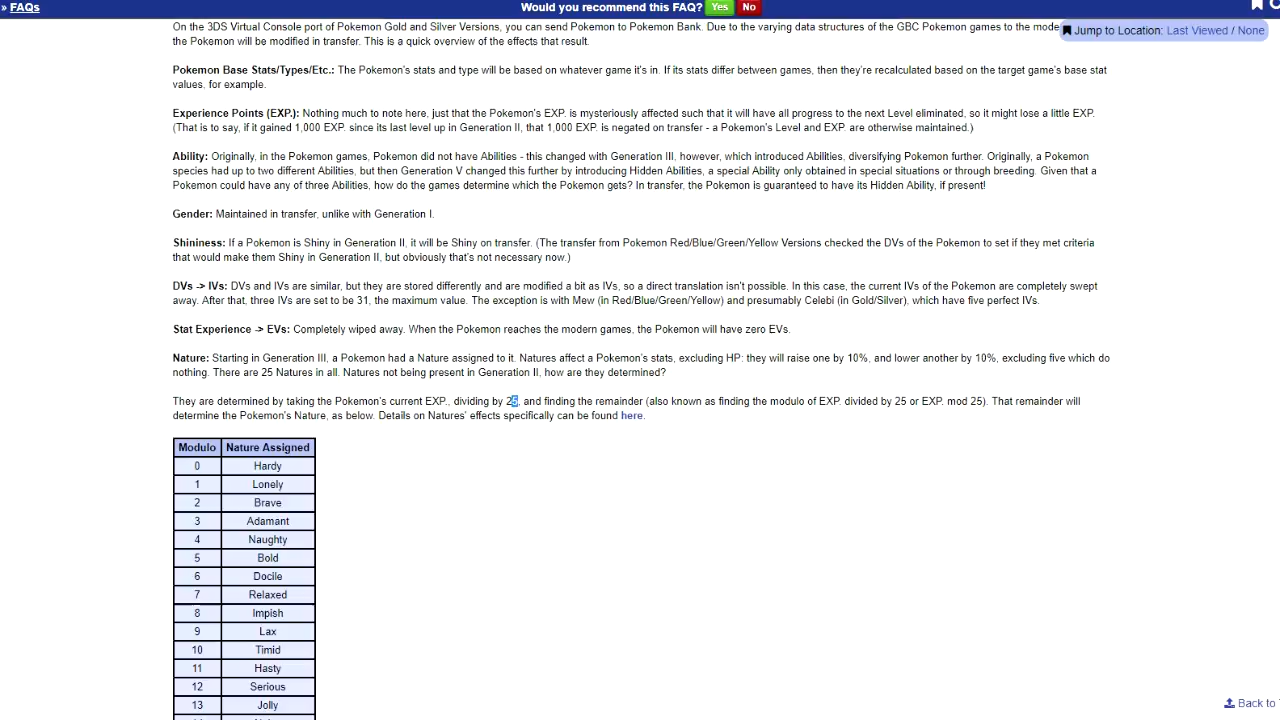 » FAQs
Would you recommend this FAQ? Yes No
On the 3DS Virtual Console port of Pokemon Gold and Silver Versions, you can send Pokemon to Pokemon Bank. Due to the varying data structures of the GBC Pokemon games to the mode
Jump to Location: Last Viewed / None
the Pokemon will be modified in transfer. This is a quick overview of the effects that result.
Pokemon Base Stats/Types/Etc.: The Pokemon's stats and type will be based on whatever game it's in. If its stats differ between games, then they're recalculated based on the target game's base stat
values, for example.
Experience Points (EXP.): Nothing much to note here, just that the Pokemon's EXP. is mysteriously affected such that it will have all progress to the next Level eliminated, so it might lose a little EXP.
(That is to say, if it gained 1,000 EXP. since its last level up in Generation II, that 1,000 EXP. is negated on transfer - a Pokemon's Level and EXP. are otherwise maintained.)
Ability: Originally, in the Pokemon games, Pokemon did not have Abilities - this changed with Generation III, however, which introduced Abilities, diversifying Pokemon further. Originally, a Pokemon
species had up to two different Abilities, but then Generation V changed this further by introducing Hidden Abilities, a special Ability only obtained in special situations or through breeding. Given that a
Pokemon could have any of three Abilities, how do the games determine which the Pokemon gets? In transfer, the Pokemon is guaranteed to have its Hidden Ability, if present!
Gender: Maintained in transfer, unlike with Generation I.
Shininess: If a Pokemon is Shiny in Generation II, it will be Shiny on transfer. (The transfer from Pokemon Red/Blue/Green/Yellow Versions checked the DVs of the Pokemon to set if they met criteria
that would make them Shiny in Generation II, but obviously that's not necessary now.)
DVs -> IVs: DVs and IVs are similar, but they are stored differently and are modified a bit as IVs, so a direct translation isn't possible. In this case, the current IVs of the Pokemon are completely swept
away. After that, three IVs are set to be 31, the maximum value. The exception is with Mew (in Red/Blue/Green/Yellow) and presumably Celebi (in Gold/Silver), which have five perfect IVs.
Stat Experience -> EVs: Completely wiped away. When the Pokemon reaches the modern games, the Pokemon will have zero EVs.
Nature: Starting in Generation III, a Pokemon had a Nature assigned to it. Natures affect a Pokemon's stats, excluding HP: they will raise one by 10%, and lower another by 10%, excluding five which do
nothing. There are 25 Natures in all. Natures not being present in Generation II, how are they determined?
They are determined by taking the Pokemon's current EXP., dividing by 25, and finding the remainder (also known as finding the modulo of EXP. divided by 25 or EXP. mod 25). That remainder will
determine the Pokemon's Nature, as below. Details on Natures' effects specifically can be found here.
Modulo Nature Assigned
0 Hardy
1 Lonely
2 Brave
3 Adamant
4 Naughty
5 Bold
6 Docile
7 Relaxed
8 Impish
9 Lax
10 Timid
11 Hasty
12 Serious
13 Jolly
Back to